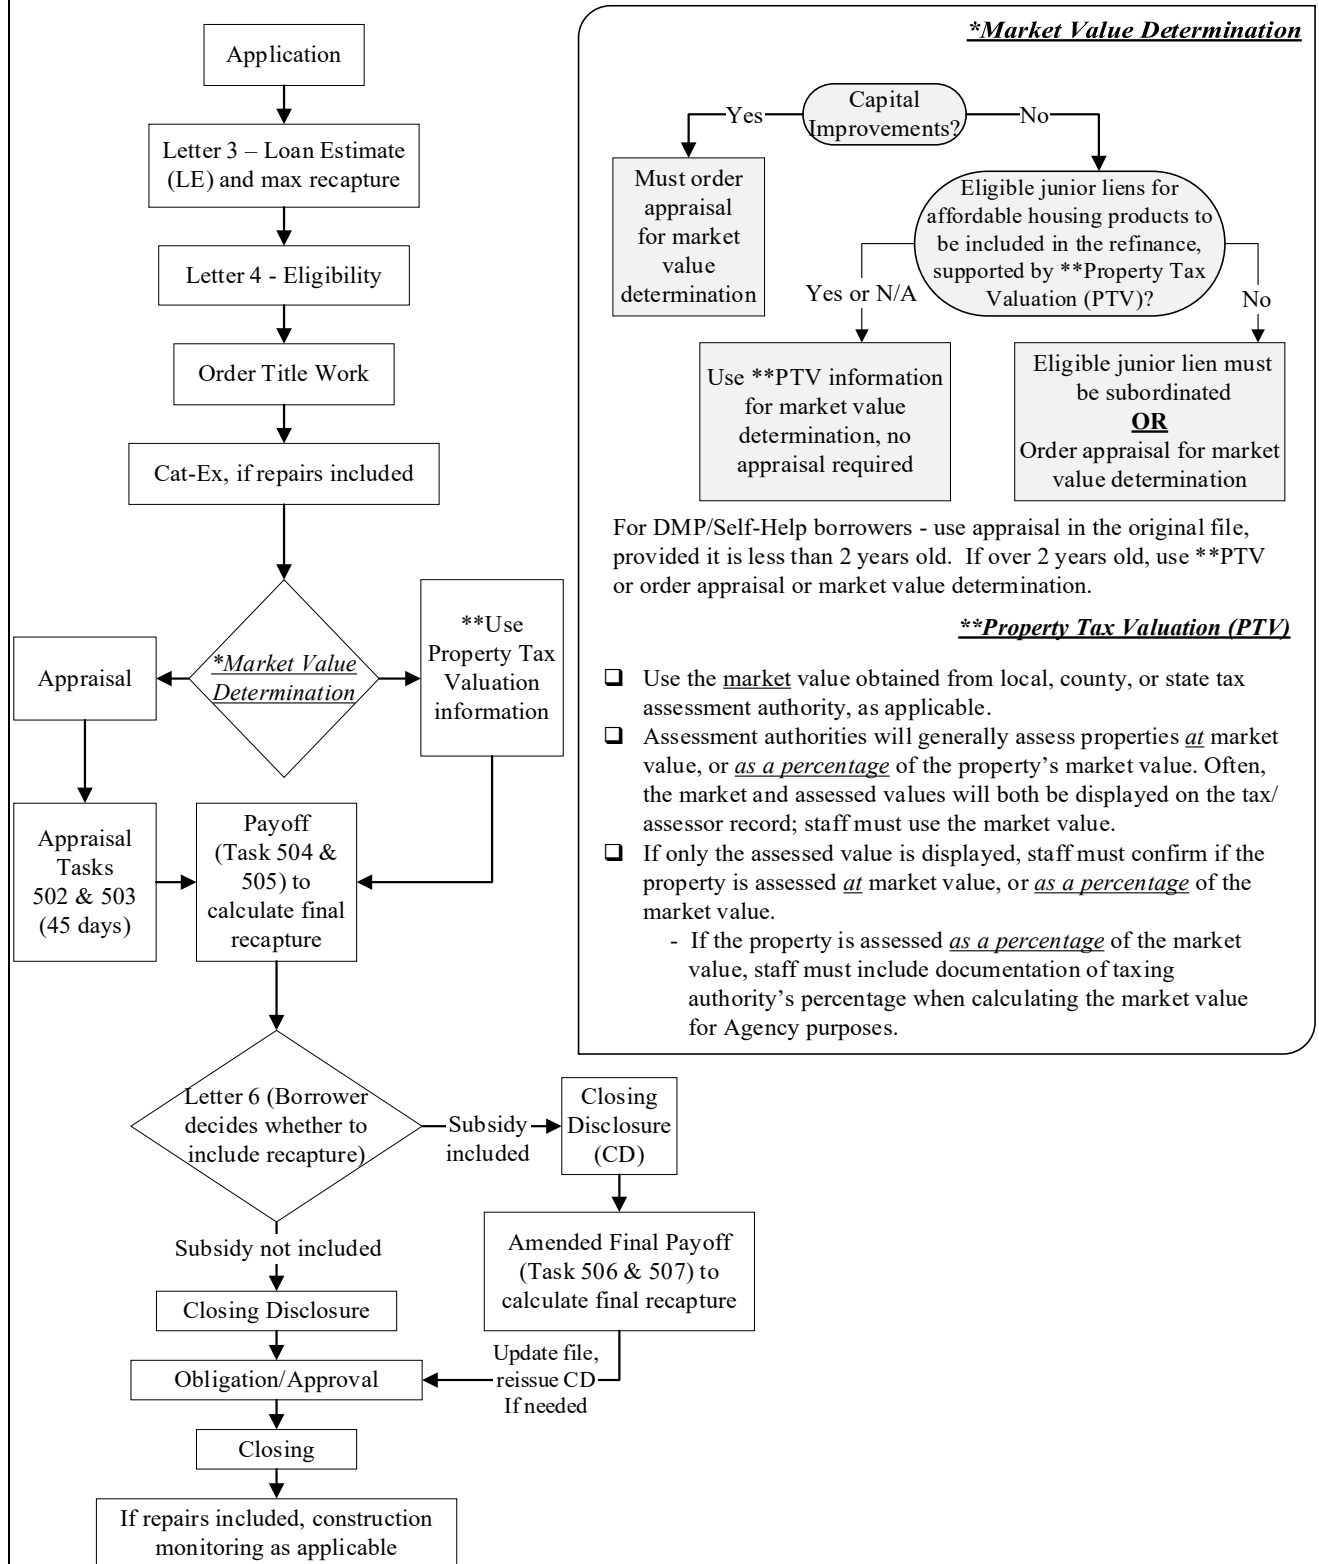 Application
Letter 3 – Loan Estimate
(LE) and max recapture
Letter 4 - Eligibility
Order Title Work
Cat-Ex, if repairs included
*Market Value
Determination
Appraisal
**Use
Property Tax
Valuation
information
Appraisal
Tasks
502 & 503
(45 days)
Payoff
(Task 504 &
505) to
calculate final
recapture
Letter 6 (Borrower
decides whether to
include recapture)
Subsidy
included
Closing
Disclosure
(CD)
Amended Final Payoff
(Task 506 & 507) to
calculate final recapture
Update file,
reissue CD
If needed
Subsidy not included
Closing Disclosure
Obligation/Approval
Closing
If repairs included, construction
monitoring as applicable
*Market Value Determination
Capital
Improvements?
Yes
No
Must order
appraisal
for market
value
determination
Eligible junior liens for
affordable housing products to
be included in the refinance,
supported by **Property Tax
Valuation (PTV)?
Yes or N/A
No
Use **PTV information
for market value
determination, no
appraisal required
Eligible junior lien must
be subordinated
OR
Order appraisal for market
value determination
For DMP/Self-Help borrowers - use appraisal in the original file,
provided it is less than 2 years old. If over 2 years old, use **PTV
or order appraisal or market value determination.
**Property Tax Valuation (PTV)
❑ Use the market value obtained from local, county, or state tax
assessment authority, as applicable.
❑ Assessment authorities will generally assess properties at market
value, or as a percentage of the property’s market value. Often,
the market and assessed values will both be displayed on the tax/
assessor record; staff must use the market value.
❑ If only the assessed value is displayed, staff must confirm if the
property is assessed at market value, or as a percentage of the
market value.
- If the property is assessed as a percentage of the market
value, staff must include documentation of taxing
authority’s percentage when calculating the market value
for Agency purposes.